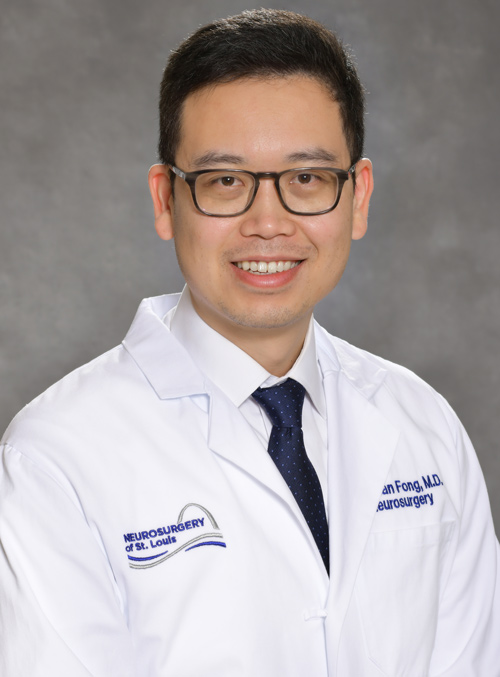 NEUROSURGERY
of St. Louis
an Fong, M.D.
eurosurgery